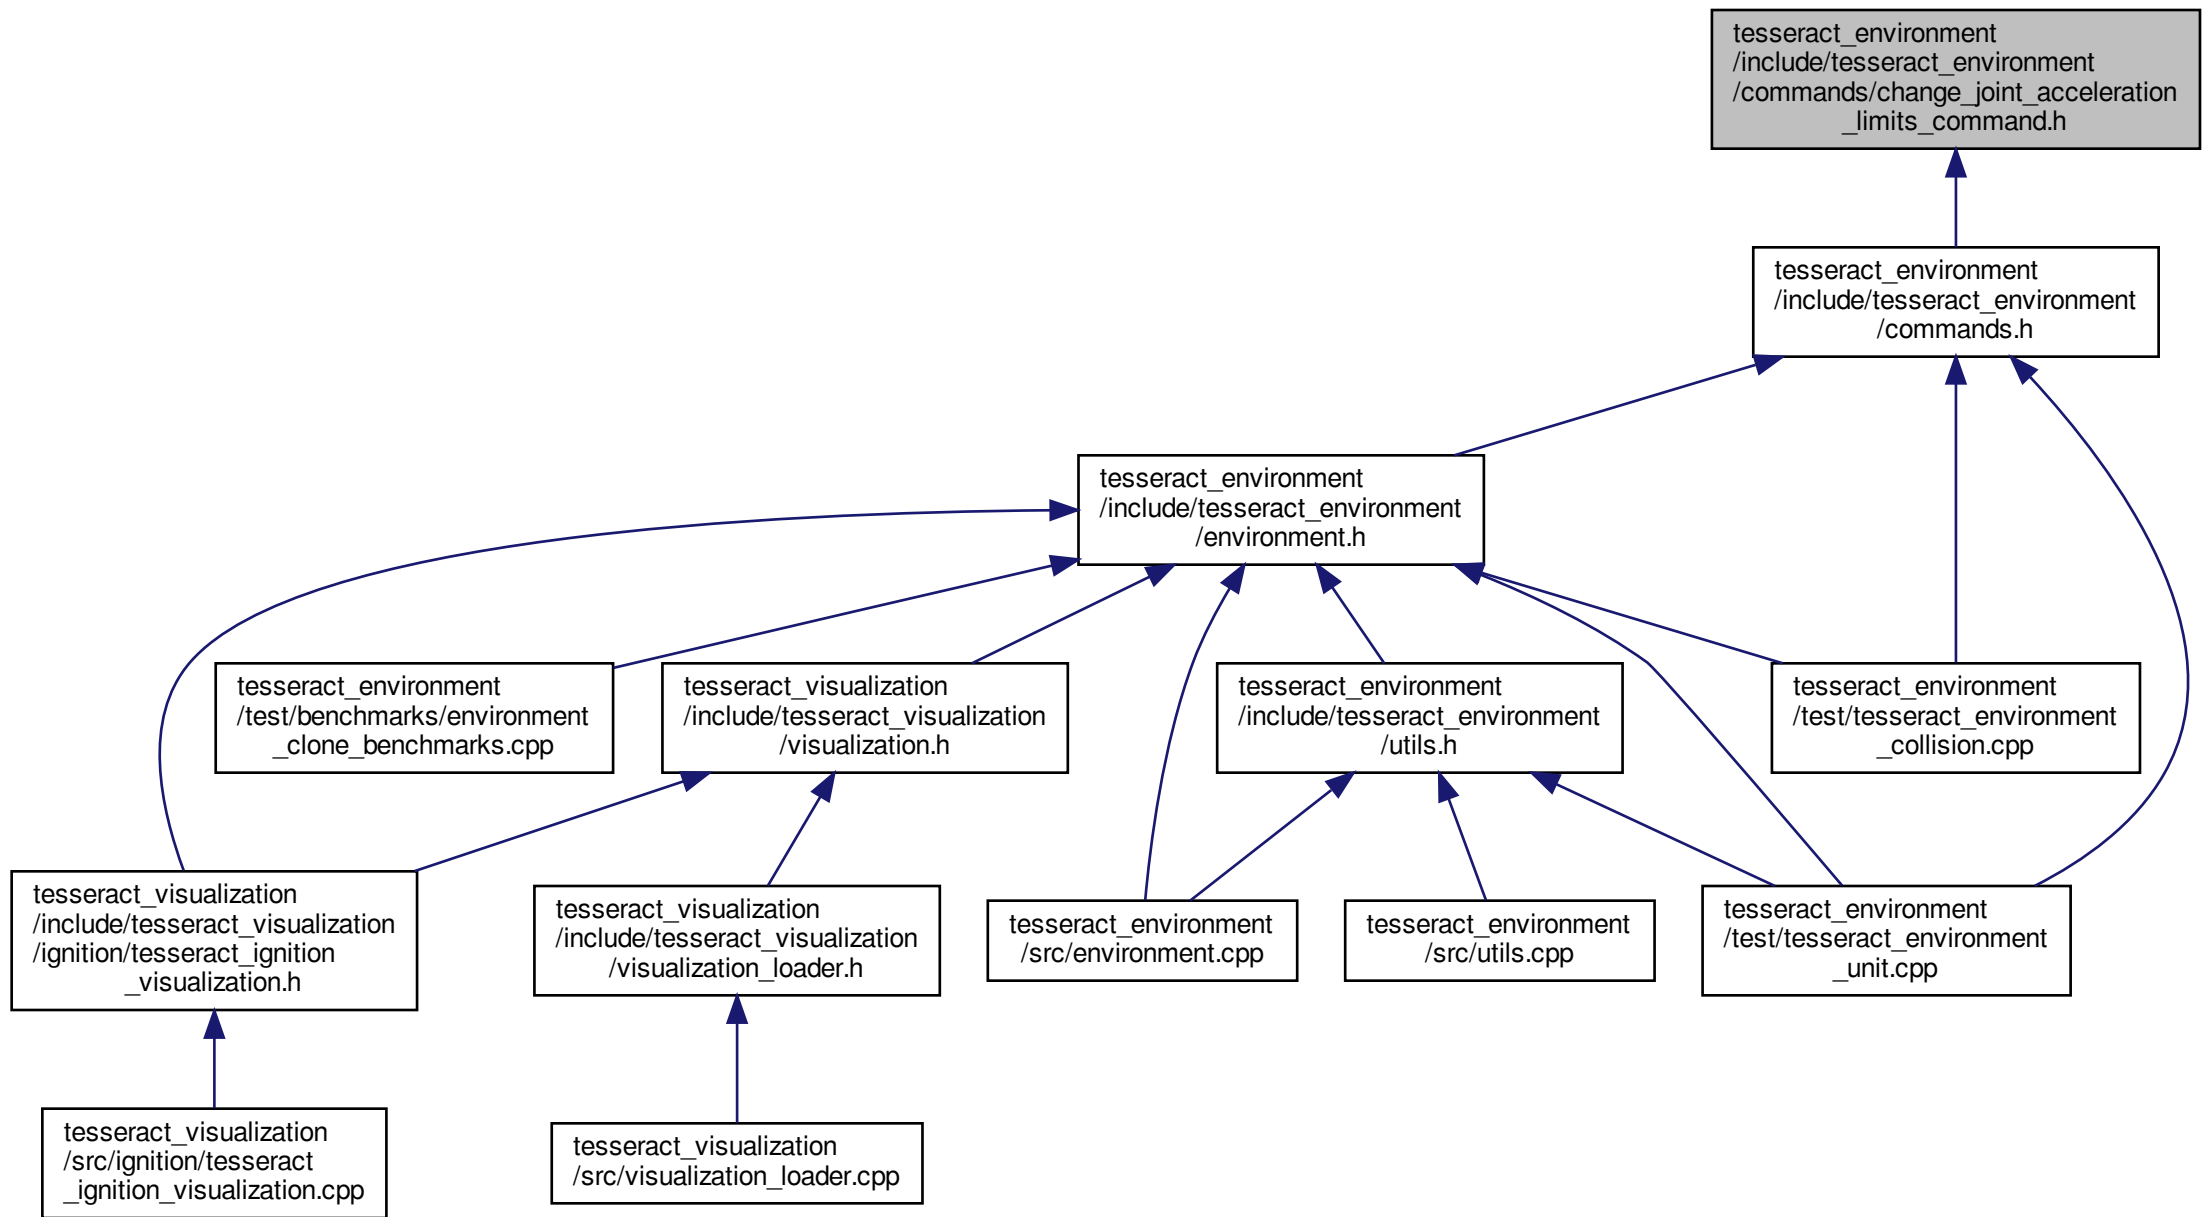 tesseract_environment
/include/tesseract_environment
/commands/change_joint_acceleration
_limits_command.h
tesseract_environment
/include/tesseract_environment
/commands.h
tesseract_environment
/include/tesseract_environment
/environment.h
tesseract_environment
/test/benchmarks/environment
_clone_benchmarks.cpp
tesseract_visualization
/include/tesseract_visualization
/visualization.h
tesseract_environment
/include/tesseract_environment
/utils.h
tesseract_environment
/test/tesseract_environment
_collision.cpp
tesseract_visualization
/include/tesseract_visualization
/ignition/tesseract_ignition
_visualization.h
tesseract_visualization
/include/tesseract_visualization
/visualization_loader.h
tesseract_environment
/src/environment.cpp
tesseract_environment
/src/utils.cpp
tesseract_environment
/test/tesseract_environment
_unit.cpp
tesseract_visualization
/src/ignition/tesseract
_ignition_visualization.cpp
tesseract_visualization
/src/visualization_loader.cpp